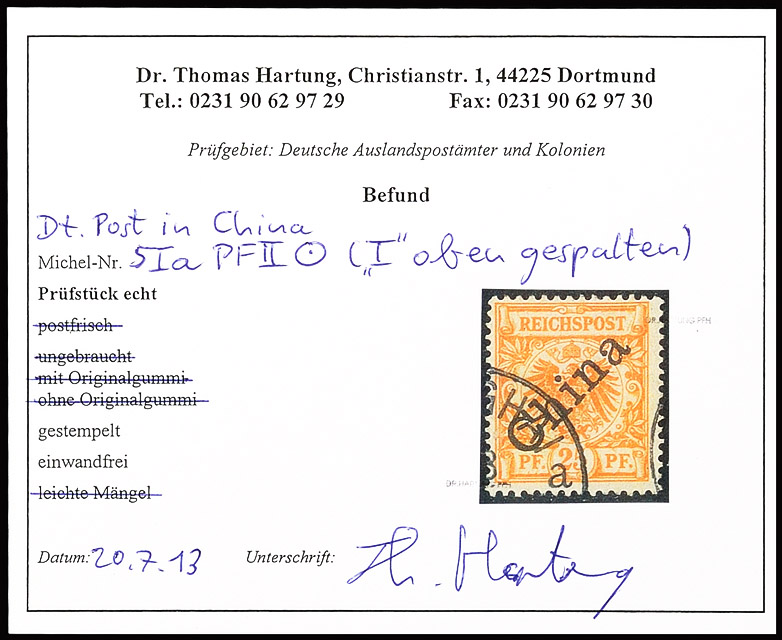 Dr. Thomas Hartung, Christianstr. 1, 44225 Dortmund
Tel.: 0231 90 62 97 29 Fax: 0231 90 62 97 30
Prüfgebiet: Deutsche Auslandspostämter und Kolonien
Befund
Dt. Post in China
Michel-Nr. 5Ia PFII ⊙ („I" oben gespalten)
Prüfstück echt
postfrisch
ungebraucht
mit Originalgummi
ohne Originalgummi
gestempelt
einwandfrei
leichte Mängel
REICHSPOST
China
PF. 25 PF.
a
Datum: 20.7.13 Unterschrift: Th. Hartung